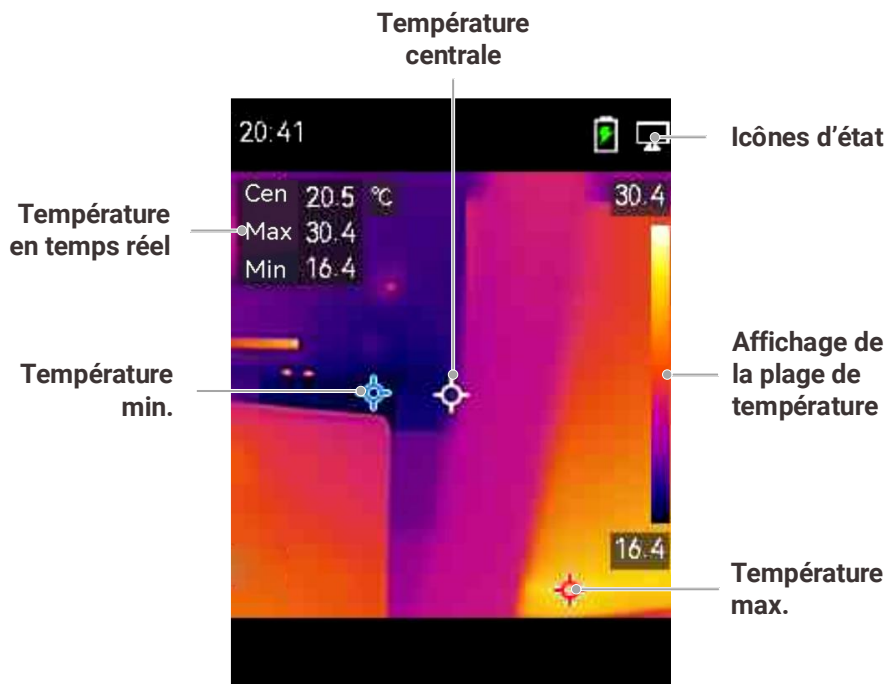 Température
centrale
20:41
Icônes d’état
Cen 20.5 °C
Max 30.4
Min 16.4
30.4
Température
en temps réel
Affichage de
la plage de
température
Température
min.
16.4
Température
max.